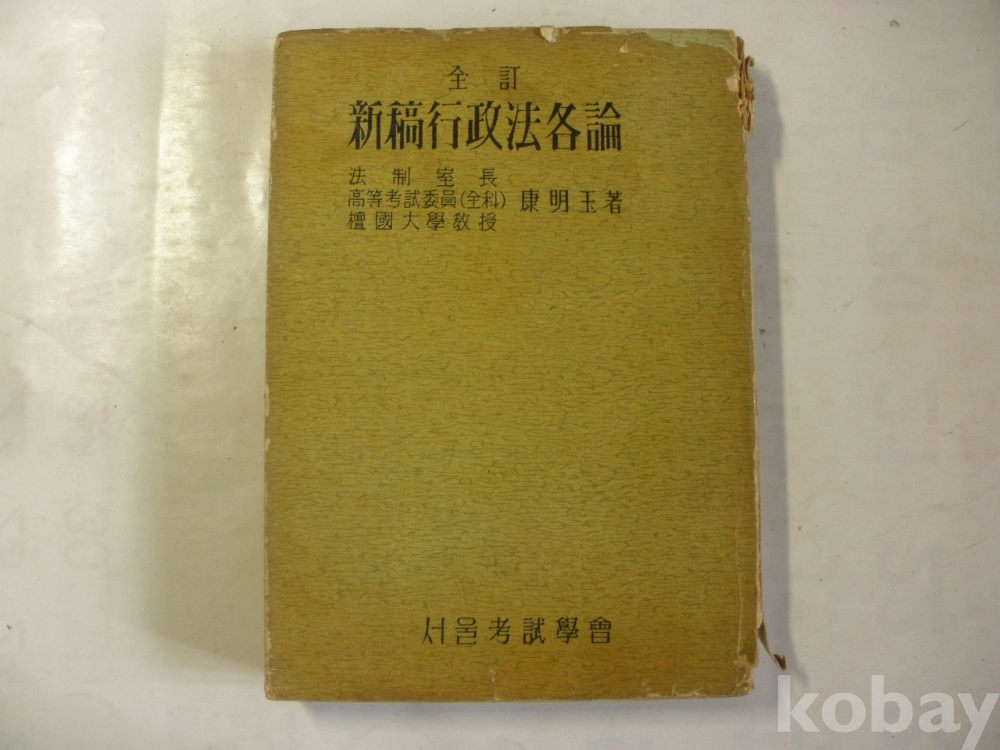 全訂
新稿行政法各論
法制室長
高等考試委員(全科) 康明玉著
檀國大學敎授
서울考試學會
kobay